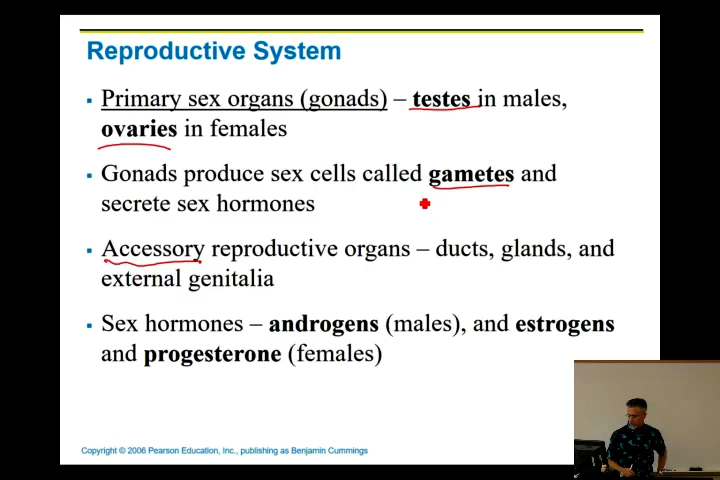 Reproductive System
▪ Primary sex organs (gonads) – testes in males,
ovaries in females
▪ Gonads produce sex cells called gametes and
secrete sex hormones
▪ Accessory reproductive organs – ducts, glands, and
external genitalia
▪ Sex hormones – androgens (males), and estrogens
and progesterone (females)
Copyright © 2006 Pearson Education, Inc., publishing as Benjamin Cummings